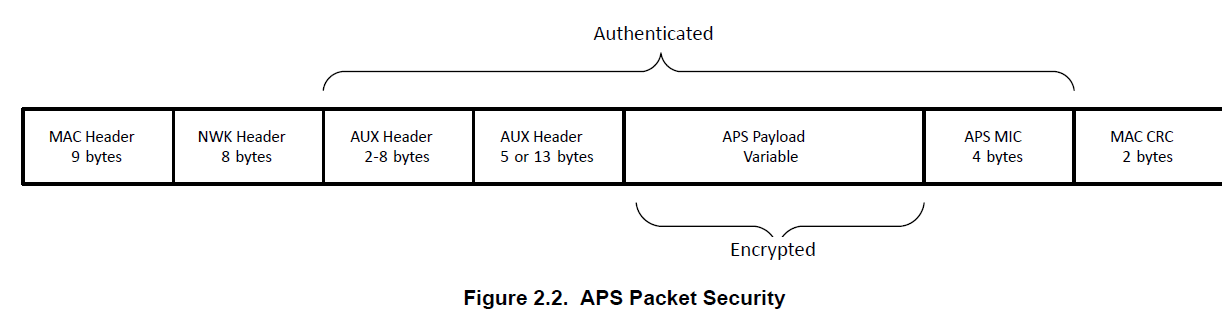 Authenticated
MAC Header
9 bytes
NWK Header
8 bytes
AUX Header
2-8 bytes
AUX Header
5 or 13 bytes
APS Payload
Variable
APS MIC
4 bytes
MAC CRC
2 bytes
Encrypted
Figure 2.2. APS Packet Security